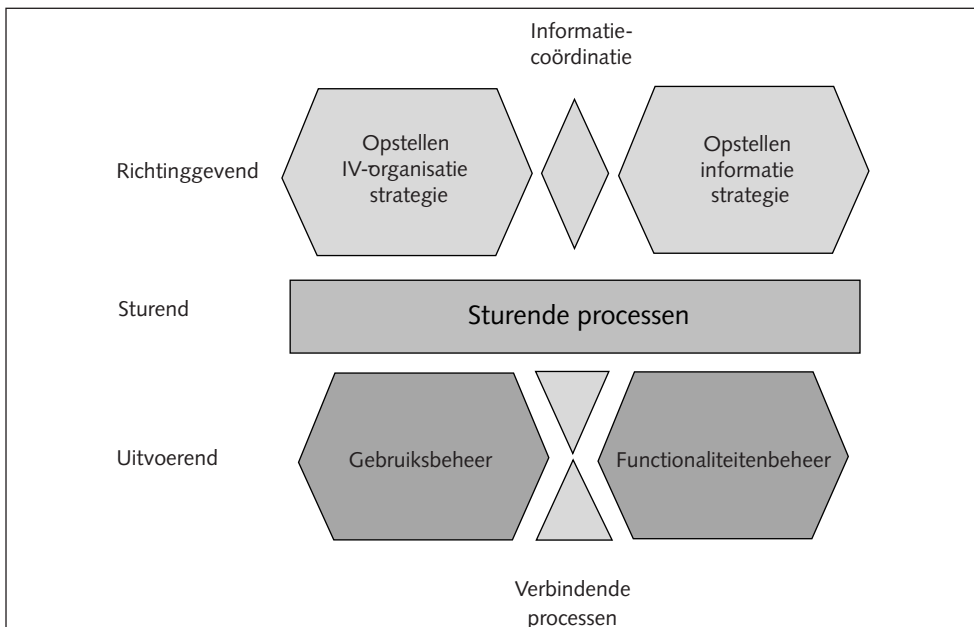 Informatie-
coördinatie
Richtinggevend
Opstellen
IV-organisatie
strategie
Opstellen
informatie
strategie
Sturend
Sturende processen
Uitvoerend
Gebruiksbeheer
Functionaliteitenbeheer
Verbindende
processen